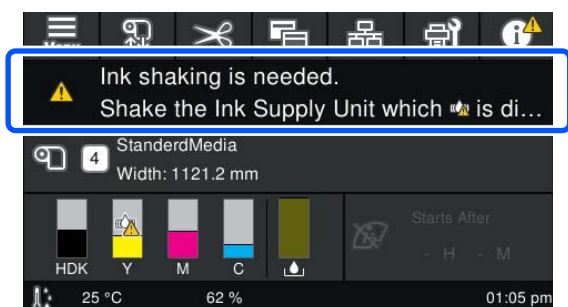 Menu
Ink shaking is needed.
Shake the Ink Supply Unit which is di...
4
StanderdMedia
Width: 1121.2 mm
Starts After
- H - M
HDK Y M C
25 °C 62 % 01:05 pm